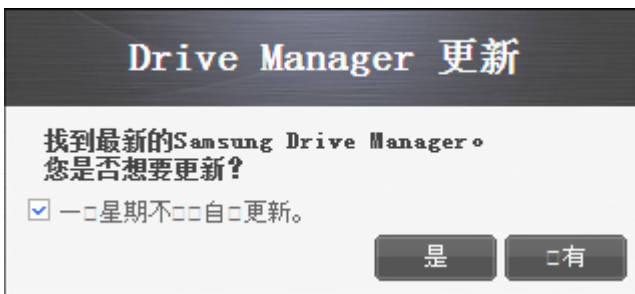 Drive Manager 更新
找到最新的Samsung Drive Manager。
您是否想要更新?
一□星期不□□自□更新。
是
□有